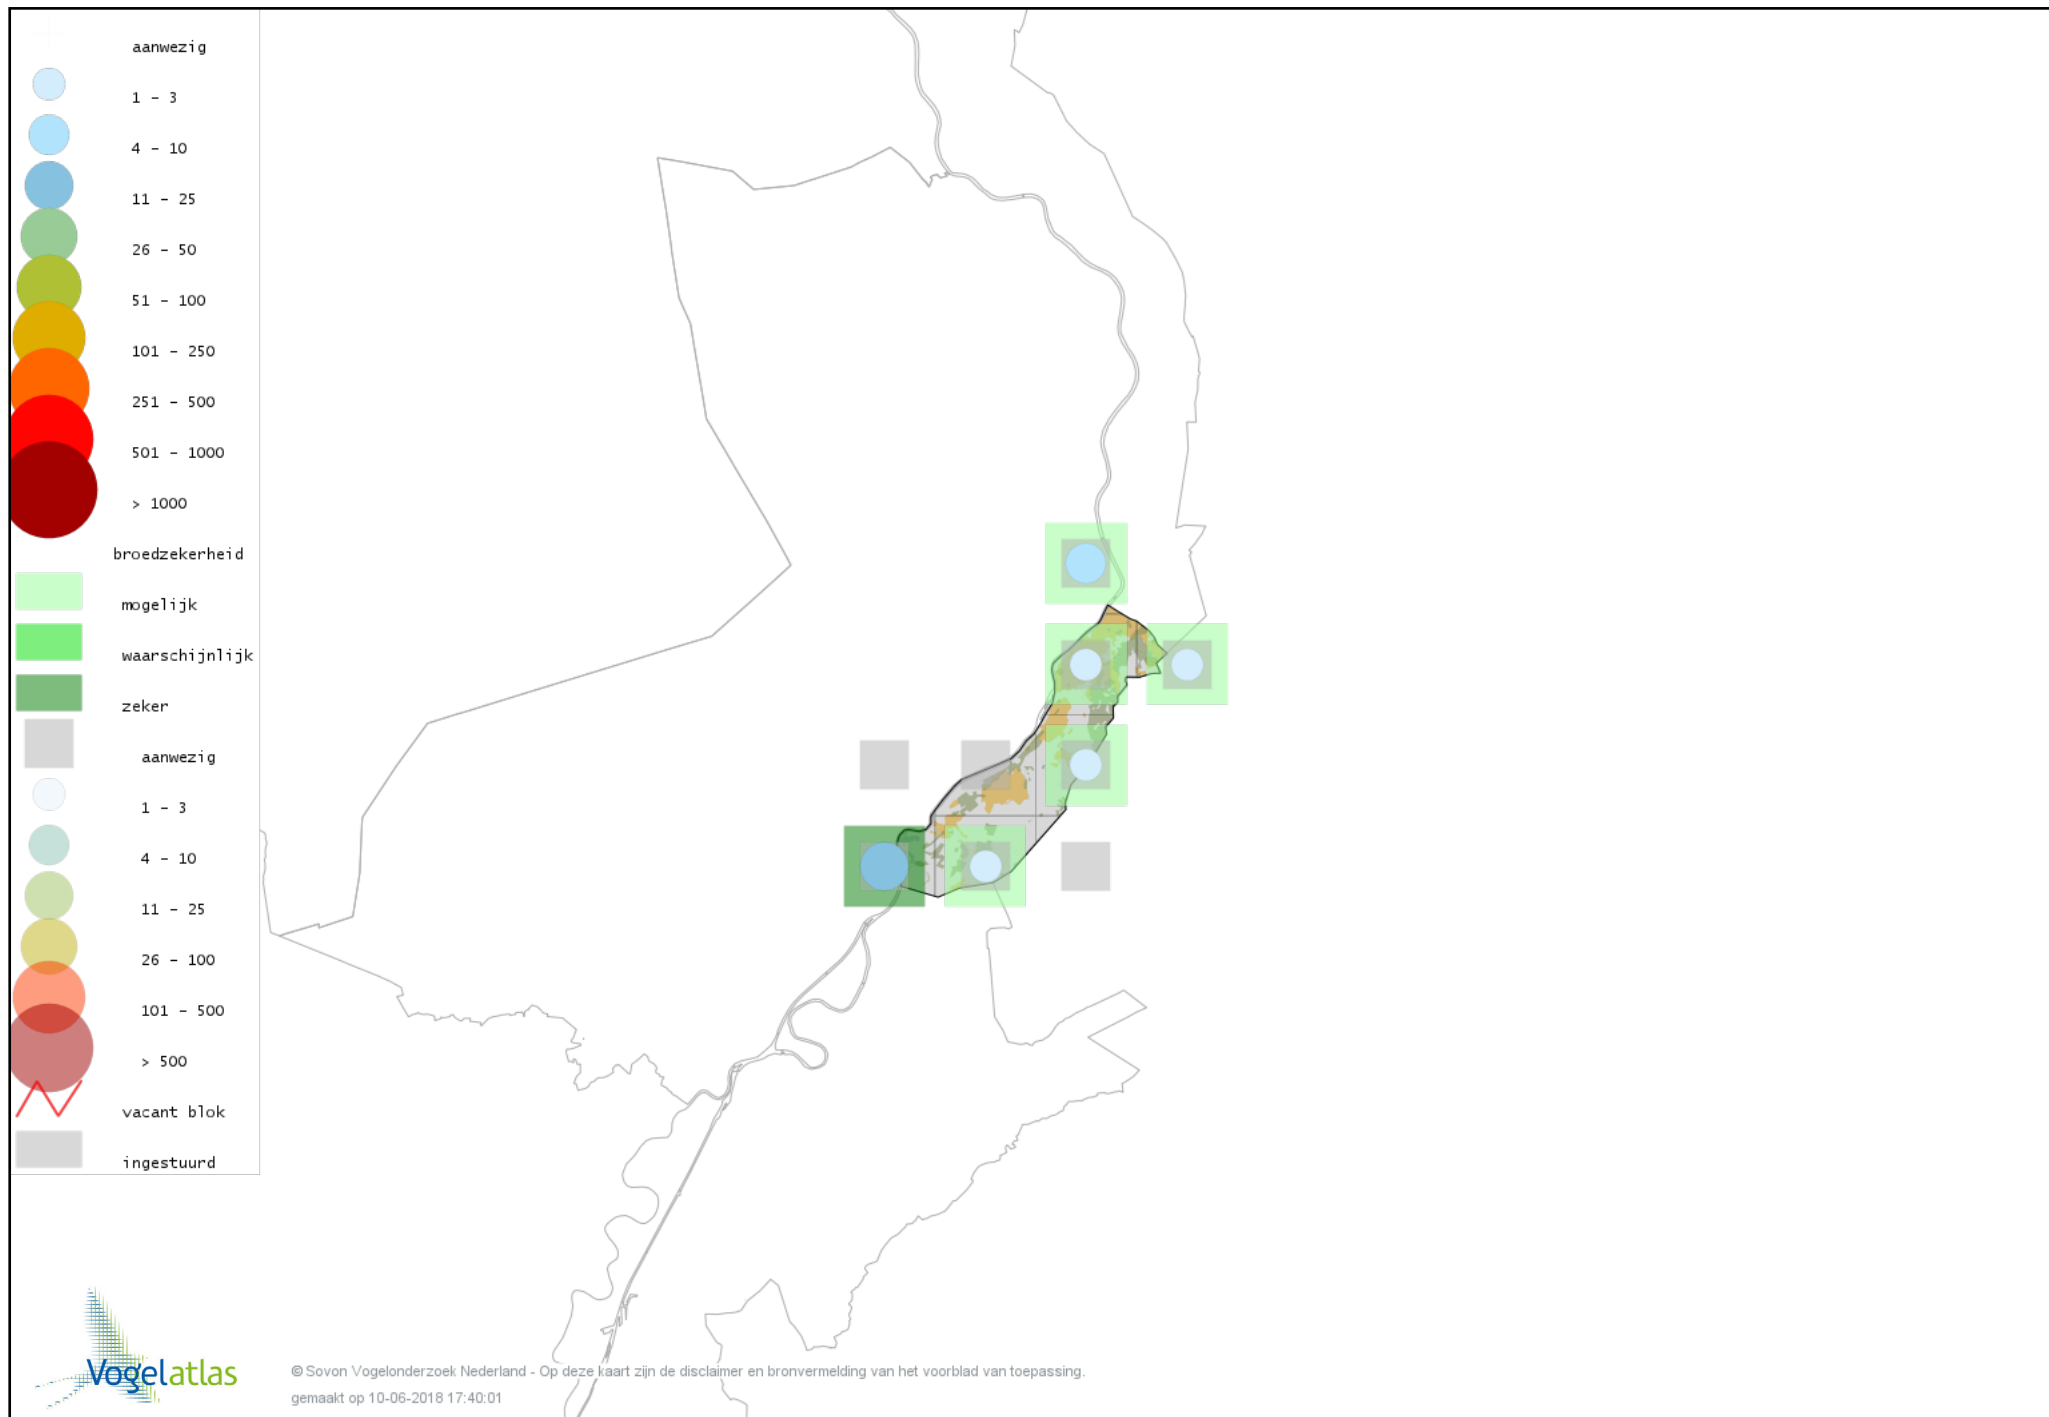 aanwezig
1 – 3
4 – 10
11 – 25
26 – 50
51 – 100
101 – 250
251 – 500
501 – 1000
> 1000
broedzekerheid
mogelijk
waarschijnlijk
zeker
aanwezig
1 – 3
4 – 10
11 – 25
26 – 100
101 – 500
> 500
vacant blok
ingestuurd
Vogelatlas
© Sovon Vogelonderzoek Nederland - Op deze kaart zijn de disclaimer en bronvermelding van het voorblad van toepassing.
gemaakt op 10-06-2018 17:40:01